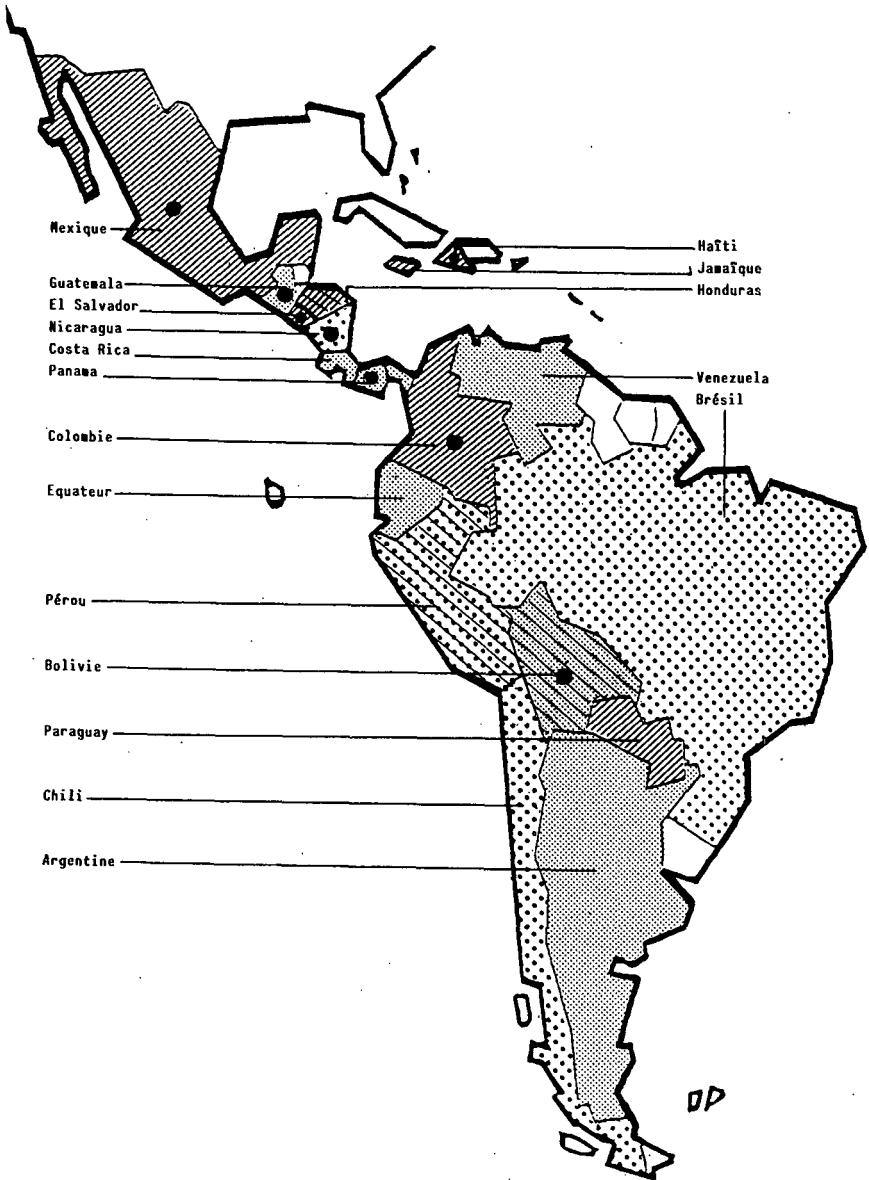 Mexique
Guatemala
El Salvador
Nicaragua
Costa Rica
Panama
Colombie
Equateur
Pérou
Bolivie
Paraguay
Chili
Argentine
Haïti
Jamaïque
Honduras
Venezuela
Brésil